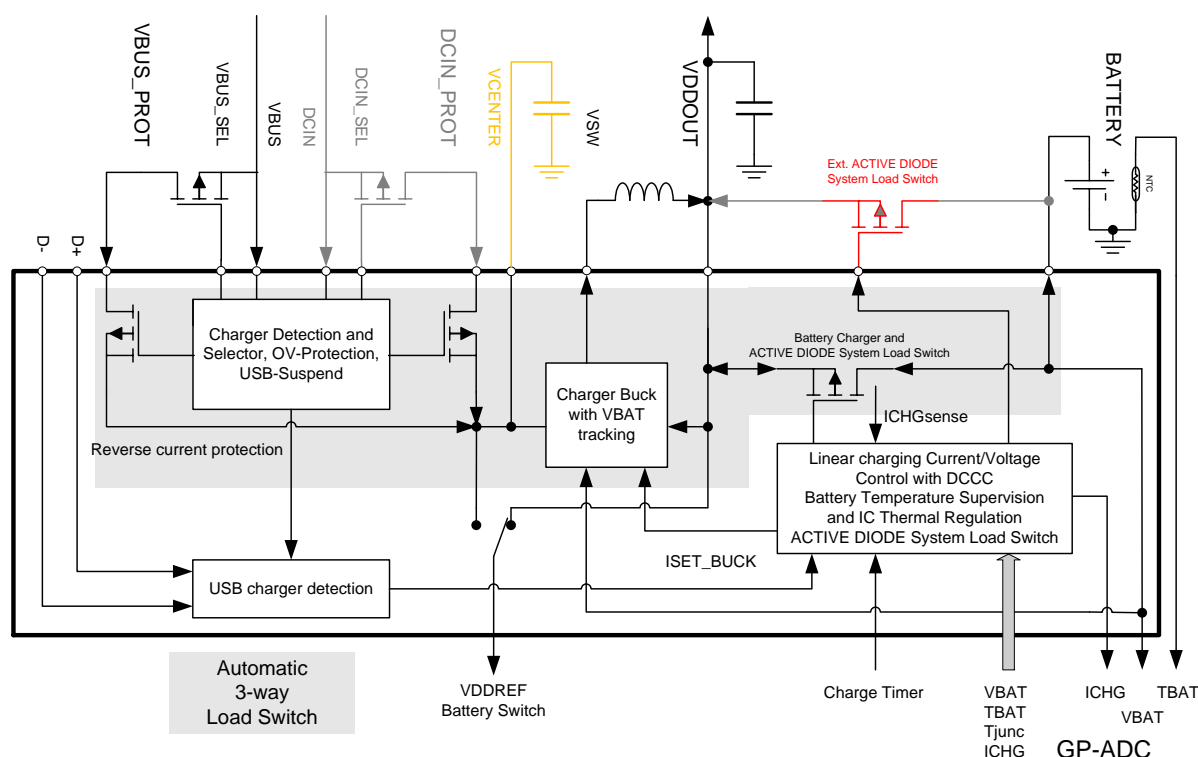 VBUS_PROT
VBUS_SEL
VBUS
DCIN
DCIN_SEL
DCIN_PROT
VCENTER
VSW
VDDOUT
BATTERY
NTC
+
Ext. ACTIVE DIODE
System Load Switch
D-
D+
Charger Detection and
Selector, OV-Protection,
USB-Suspend
Battery Charger and
ACTIVE DIODE System Load Switch
Charger Buck
with VBAT
tracking
ICHGsense
Reverse current protection
Linear charging Current/Voltage
Control with DCCC
Battery Temperature Supervision
and IC Thermal Regulation
ACTIVE DIODE System Load Switch
ISET_BUCK
USB charger detection
Automatic
3-way
Load Switch
VDDREF
Battery Switch
Charge Timer
VBAT
TBAT
Tjunc
ICHG
ICHG
VBAT
TBAT
GP-ADC